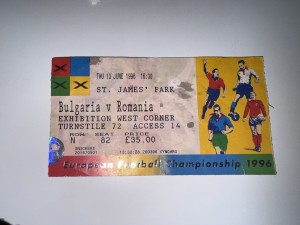 THU 13 JUNE 1996 16:30
ST. JAMES' PARK
Bulgaria v Romania
EXHIBITION WEST CORNER
TURNSTILE 72 ACCESS 14
ROW SEAT PRICE
N 82 £35.00
European Football Championship 1996